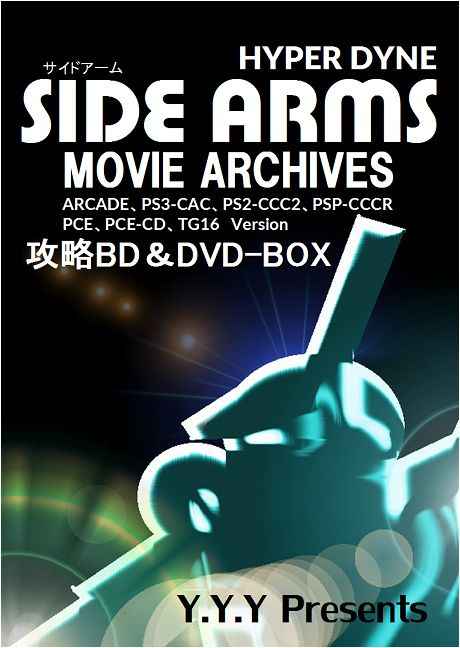 HYPER DYNE
サイドアーム
SIDE ARMS
MOVIE ARCHIVES
ARCADE、PS3-CAC、PS2-CCC2、PSP-CCCR
PCE、PCE-CD、TG16 Version
攻略BD＆DVD-BOX
Y.Y.Y Presents